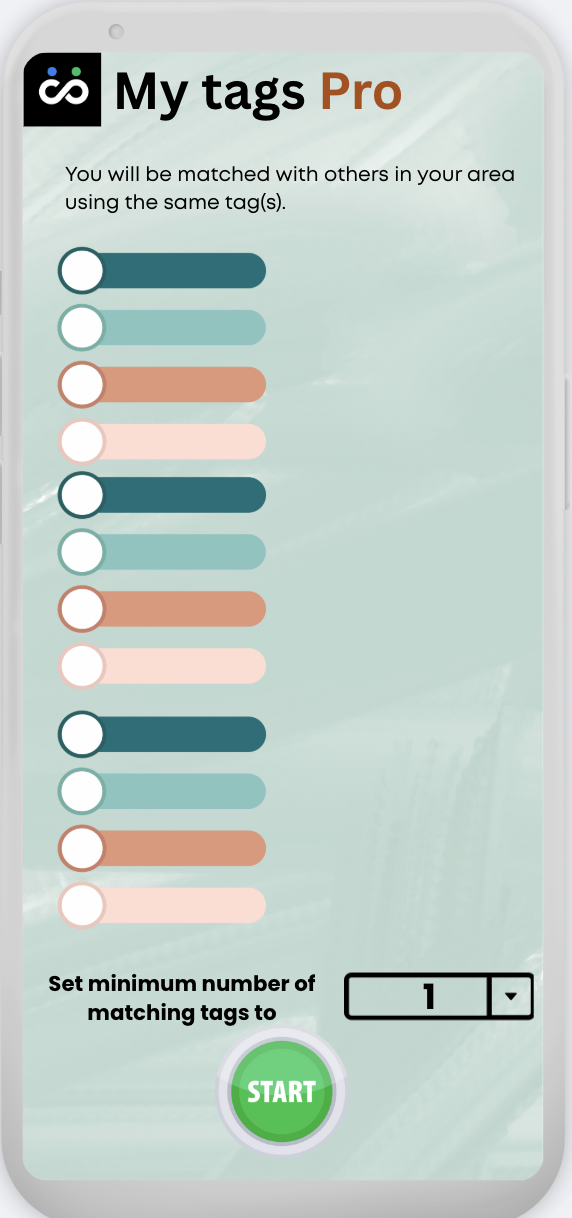 My tags Pro
You will be matched with others in your area
using the same tag(s).
Set minimum number of
matching tags to
1
START